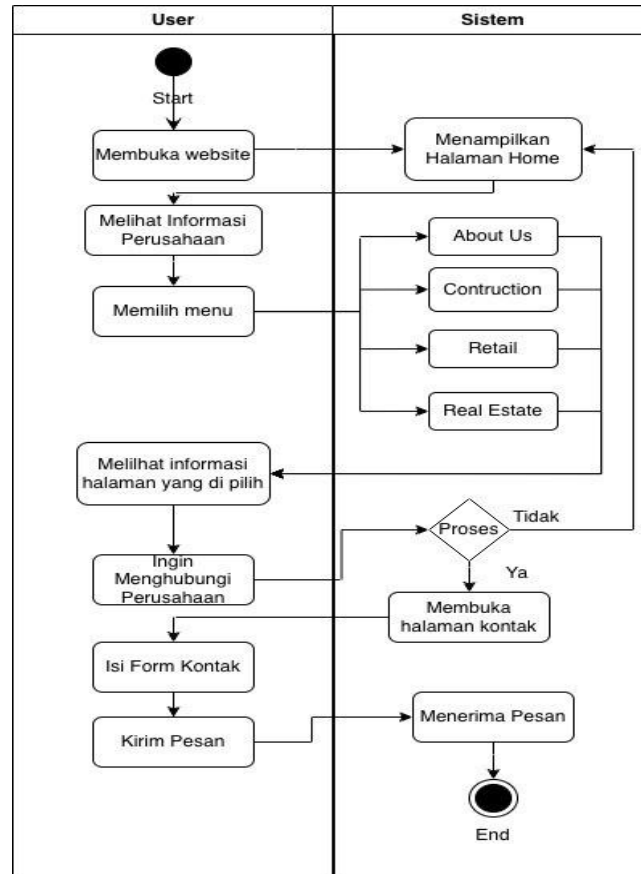 User
Sistem
Start
Membuka website
Menampilkan
Halaman Home
Melihat Informasi
Perusahaan
Memilih menu
About Us
Contruction
Retail
Real Estate
Melilhat informasi
halaman yang di pilih
Ingin
Menghubungi
Perusahaan
Proses
Tidak
Ya
Membuka
halaman kontak
Isi Form Kontak
Kirim Pesan
Menerima Pesan
End